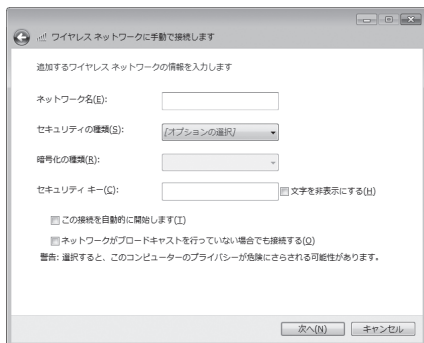 ワイヤレス ネットワークに手動で接続します
追加するワイヤレス ネットワークの情報を入力します
ネットワーク名(E):
セキュリティの種類(S): [オプションの選択]
暗号化の種類(R):
セキュリティ キー(C): 文字を非表示にする(H)
この接続を自動的に開始します(T)
ネットワークがブロードキャストを行っていない場合でも接続する(O)
警告: 選択すると、このコンピューターのプライバシーが危険にさらされる可能性があります。
次へ(N) キャンセル